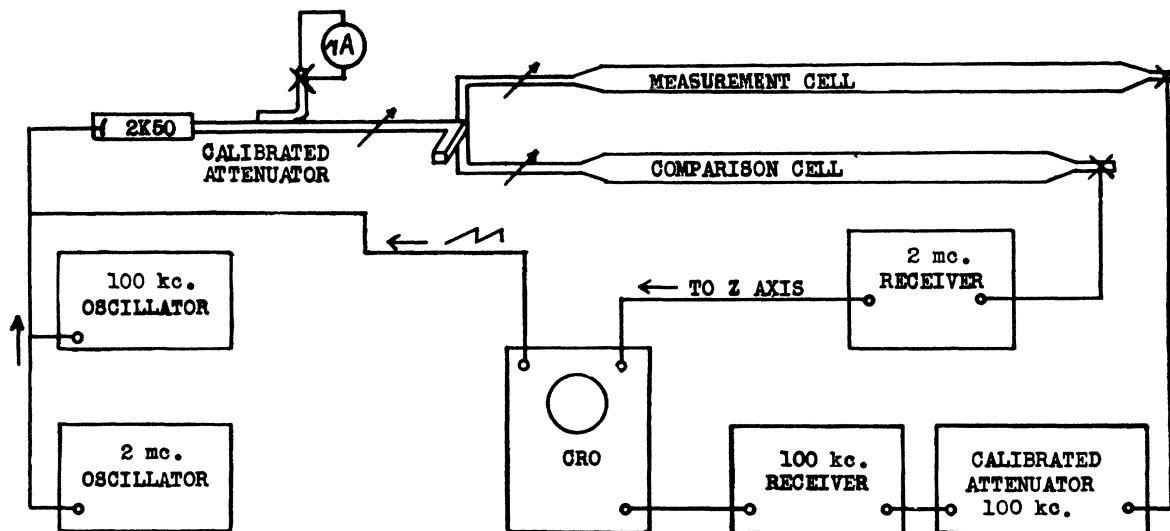 μA
MEASUREMENT CELL
2K50
CALIBRATED
ATTENUATOR
COMPARISON CELL
100 kc.
OSCILLATOR
2 mc.
RECEIVER
TO Z AXIS
2 mc.
OSCILLATOR
CRO
100 kc.
RECEIVER
CALIBRATED
ATTENUATOR
100 kc.